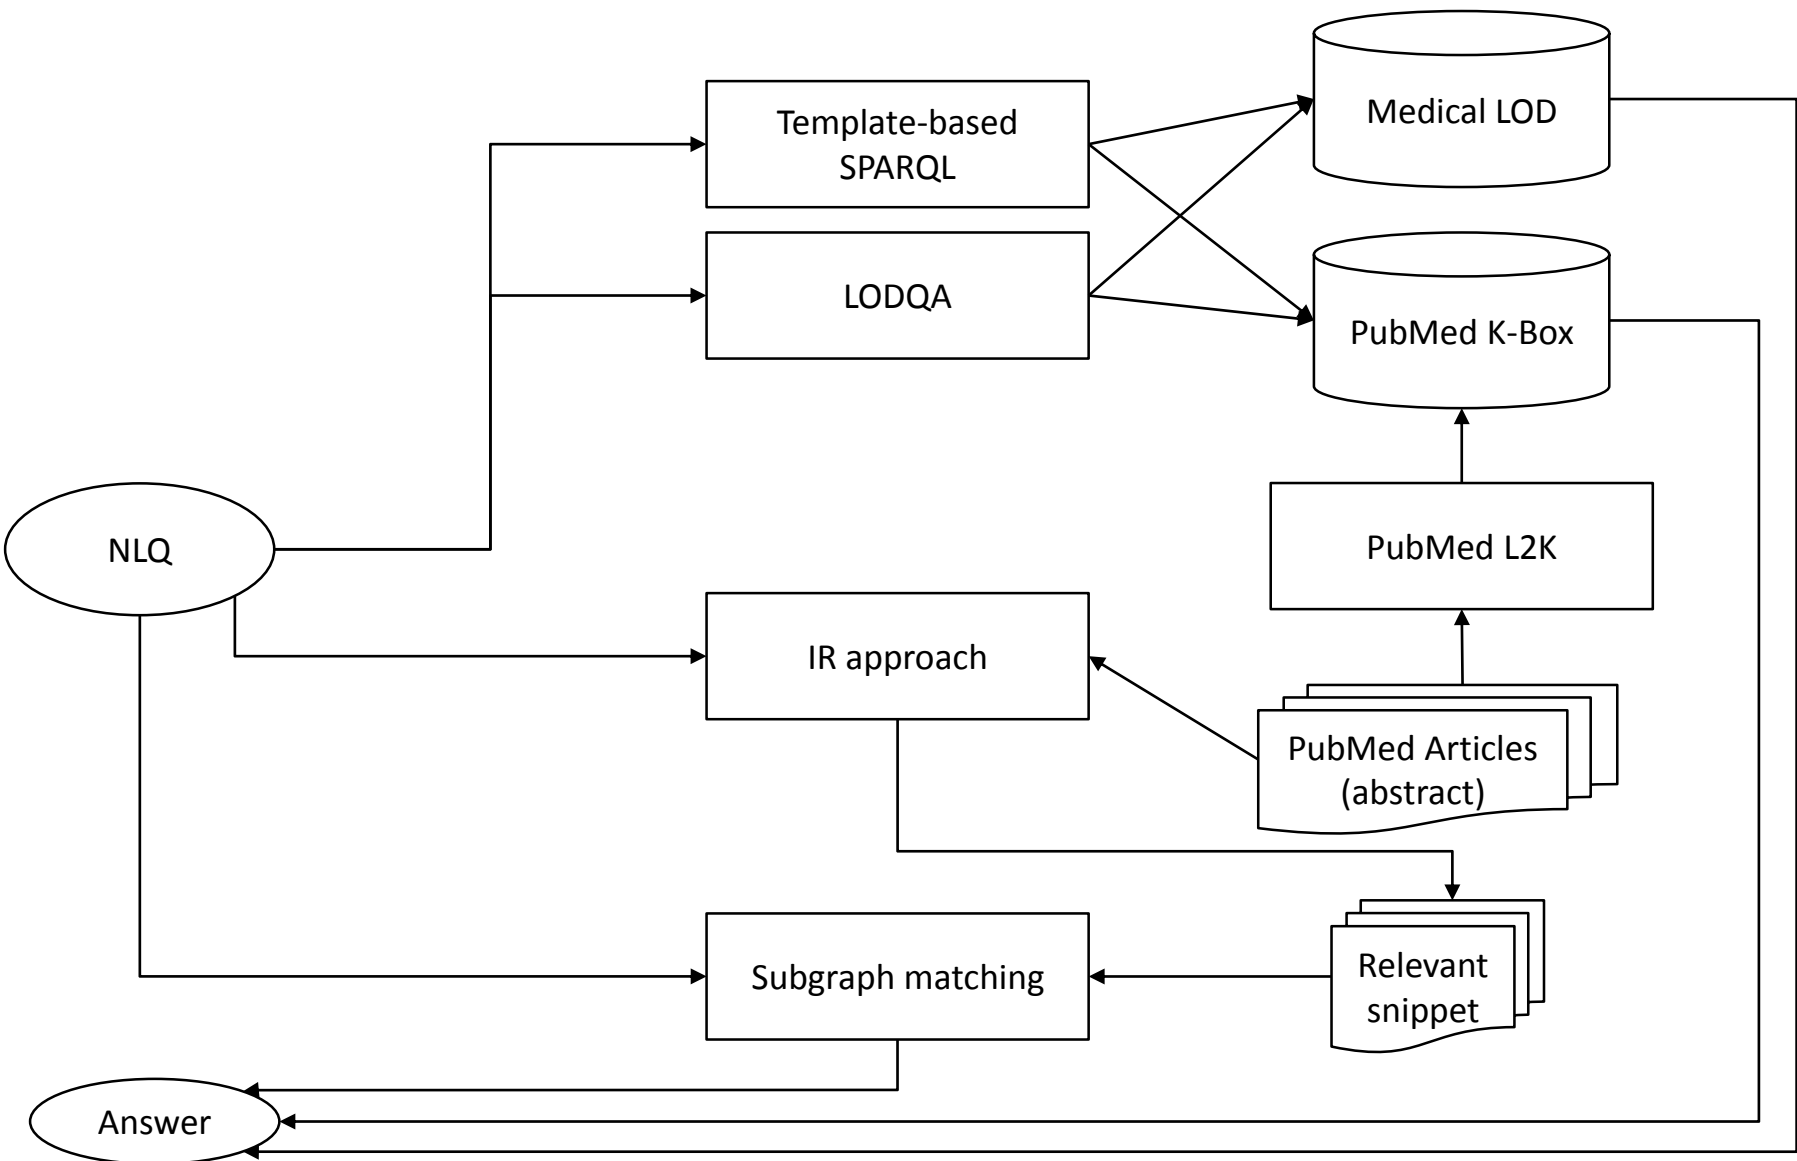 Template-based
SPARQL
Medical LOD
LODQA
PubMed K-Box
NLQ
PubMed L2K
IR approach
PubMed Articles
(abstract)
Subgraph matching
Relevant
snippet
Answer